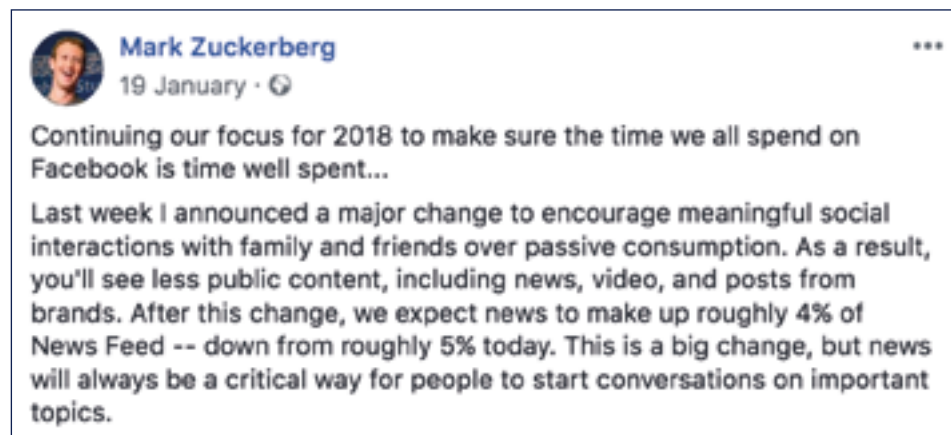 Mark Zuckerberg
19 January ·
Continuing our focus for 2018 to make sure the time we all spend on
Facebook is time well spent...
Last week I announced a major change to encourage meaningful social
interactions with family and friends over passive consumption. As a result,
you'll see less public content, including news, video, and posts from
brands. After this change, we expect news to make up roughly 4% of
News Feed -- down from roughly 5% today. This is a big change, but news
will always be a critical way for people to start conversations on important
topics.